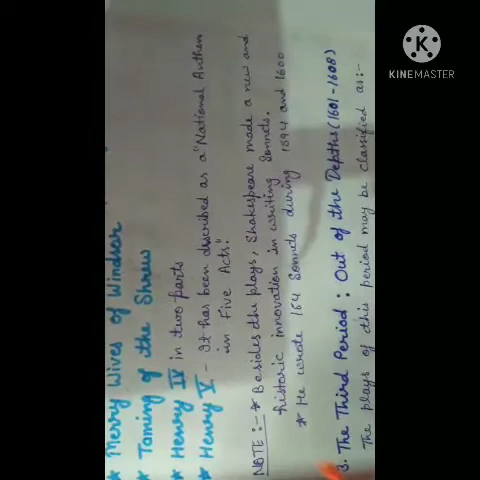 * Merry Wives of Windsor
* Taming of the Shrew
* Henry IV in two parts
* Henry V - It has been described as a "National Anthem
in Five Acts".
NOTE :- * Besides the plays, Shakespeare made a new and
historic innovation in writing Sonnets.
* He wrote 154 Sonnets during 1594 and 1600
3. The Third Period : Out of the Depths (1601-1608)
The plays of this period may be classified as :-
K
KINEMASTER